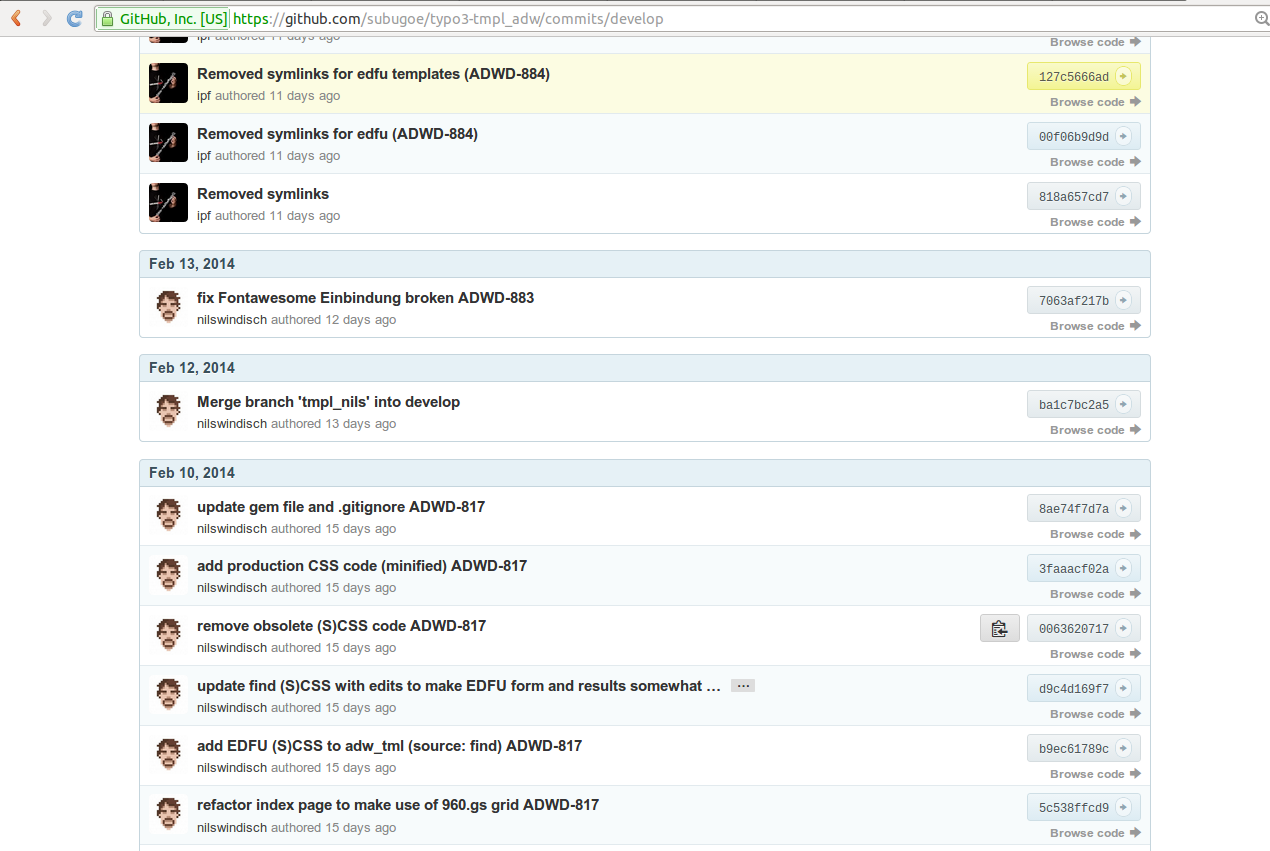 GitHub, Inc. [US] https://github.com/subugoe/typo3-tmpl_adw/commits/develop
ipf authored 11 days ago
Browse code
Removed symlinks for edfu templates (ADWD-884)
127c5666ad
ipf authored 11 days ago
Browse code
Removed symlinks for edfu (ADWD-884)
00f06b9d9d
ipf authored 11 days ago
Browse code
Removed symlinks
818a657cd7
ipf authored 11 days ago
Browse code
Feb 13, 2014
fix Fontawesome Einbindung broken ADWD-883
7063af217b
nilswindisch authored 12 days ago
Browse code
Feb 12, 2014
Merge branch 'tmpl_nils' into develop
ba1c7bc2a5
nilswindisch authored 13 days ago
Browse code
Feb 10, 2014
update gem file and .gitignore ADWD-817
8ae74f7d7a
nilswindisch authored 15 days ago
Browse code
add production CSS code (minified) ADWD-817
3faaacf02a
nilswindisch authored 15 days ago
Browse code
remove obsolete (S)CSS code ADWD-817
0063620717
nilswindisch authored 15 days ago
Browse code
update find (S)CSS with edits to make EDFU form and results somewhat … …
d9c4d169f7
nilswindisch authored 15 days ago
Browse code
add EDFU (S)CSS to adw_tml (source: find) ADWD-817
b9ec61789c
nilswindisch authored 15 days ago
Browse code
refactor index page to make use of 960.gs grid ADWD-817
5c538ffcd9
nilswindisch authored 15 days ago
Browse code